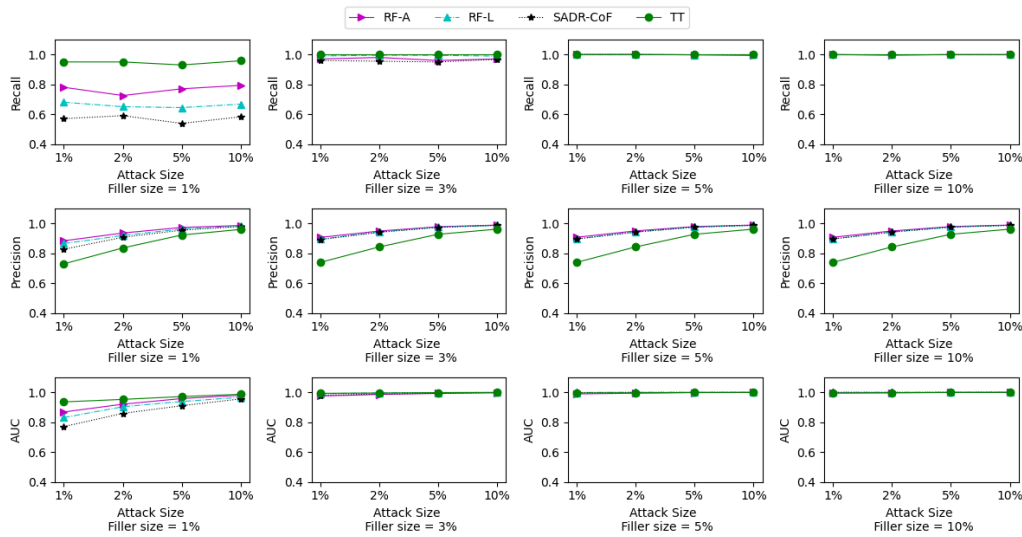 RF-A RF-L SADR-CoF TT
1.0 0.8 0.6 0.4 Recall 1% 2% 5% 10% Attack Size Filler size = 1%
1.0 0.8 0.6 0.4 Recall 1% 2% 5% 10% Attack Size Filler size = 3%
1.0 0.8 0.6 0.4 Recall 1% 2% 5% 10% Attack Size Filler size = 5%
1.0 0.8 0.6 0.4 Recall 1% 2% 5% 10% Attack Size Filler size = 10%
1.0 0.8 0.6 0.4 Precision 1% 2% 5% 10% Attack Size Filler size = 1%
1.0 0.8 0.6 0.4 Precision 1% 2% 5% 10% Attack Size Filler size = 3%
1.0 0.8 0.6 0.4 Precision 1% 2% 5% 10% Attack Size Filler size = 5%
1.0 0.8 0.6 0.4 Precision 1% 2% 5% 10% Attack Size Filler size = 10%
1.0 0.8 0.6 0.4 AUC 1% 2% 5% 10% Attack Size Filler size = 1%
1.0 0.8 0.6 0.4 AUC 1% 2% 5% 10% Attack Size Filler size = 3%
1.0 0.8 0.6 0.4 AUC 1% 2% 5% 10% Attack Size Filler size = 5%
1.0 0.8 0.6 0.4 AUC 1% 2% 5% 10% Attack Size Filler size = 10%